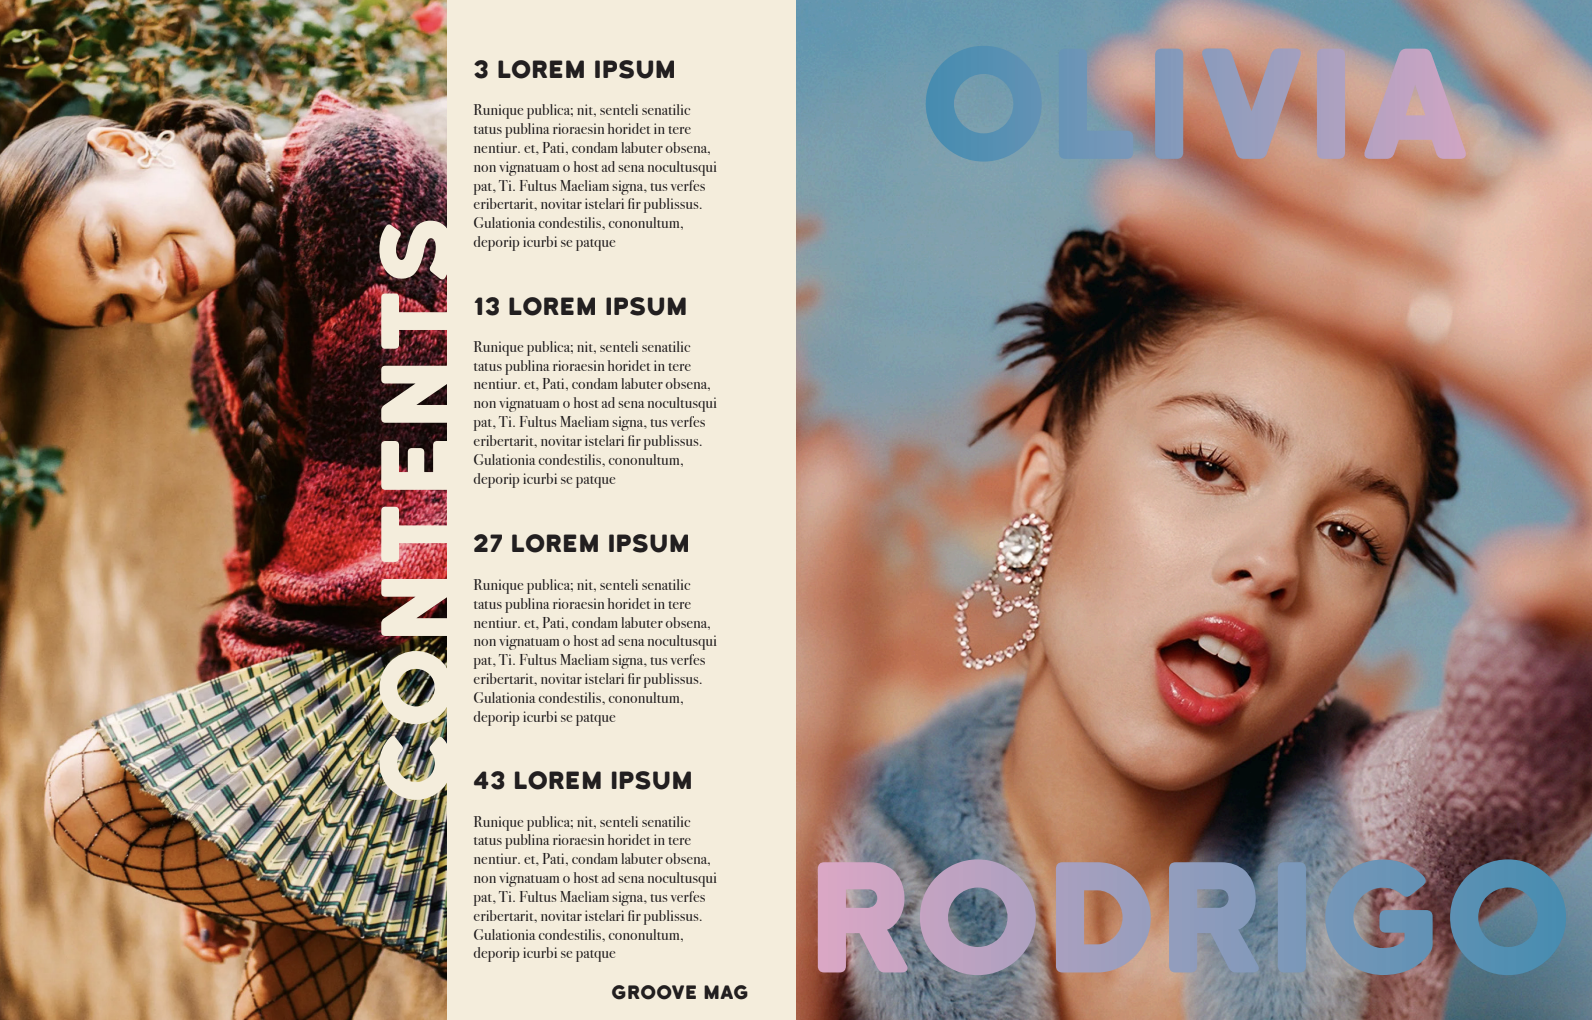 CONTENTS
3 LOREM IPSUM
Runique publica; nit, senteli senatilic
tatus publina rioraesin horidet in tere
nentiur. et, Pati, condam labuter obsena,
non vignatuam o host ad sena nocultusqui
pat, Ti. Fultus Maeliam signa, tus verfes
eribertarit, novitar istelari fir publissus.
Gulationia condestilis, cononultum,
deporip icurbi se patque
13 LOREM IPSUM
Runique publica; nit, senteli senatilic
tatus publina rioraesin horidet in tere
nentiur. et, Pati, condam labuter obsena,
non vignatuam o host ad sena nocultusqui
pat, Ti. Fultus Maeliam signa, tus verfes
eribertarit, novitar istelari fir publissus.
Gulationia condestilis, cononultum,
deporip icurbi se patque
27 LOREM IPSUM
Runique publica; nit, senteli senatilic
tatus publina rioraesin horidet in tere
nentiur. et, Pati, condam labuter obsena,
non vignatuam o host ad sena nocultusqui
pat, Ti. Fultus Maeliam signa, tus verfes
eribertarit, novitar istelari fir publissus.
Gulationia condestilis, cononultum,
deporip icurbi se patque
43 LOREM IPSUM
Runique publica; nit, senteli senatilic
tatus publina rioraesin horidet in tere
nentiur. et, Pati, condam labuter obsena,
non vignatuam o host ad sena nocultusqui
pat, Ti. Fultus Maeliam signa, tus verfes
eribertarit, novitar istelari fir publissus.
Gulationia condestilis, cononultum,
deporip icurbi se patque
GROOVE MAG
OLIVIA
RODRIGO